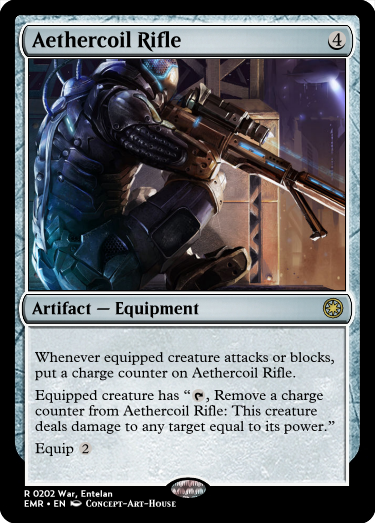 Aethercoil Rifle 4
Artifact — Equipment
Whenever equipped creature attacks or blocks,
put a charge counter on Aethercoil Rifle.
Equipped creature has “ , Remove a
charge counter from Aethercoil Rifle: This creature
deals damage to any target equal to its power.”
Equip 2
R 0202 War, Entelan
EMR • EN Concept-Art-House